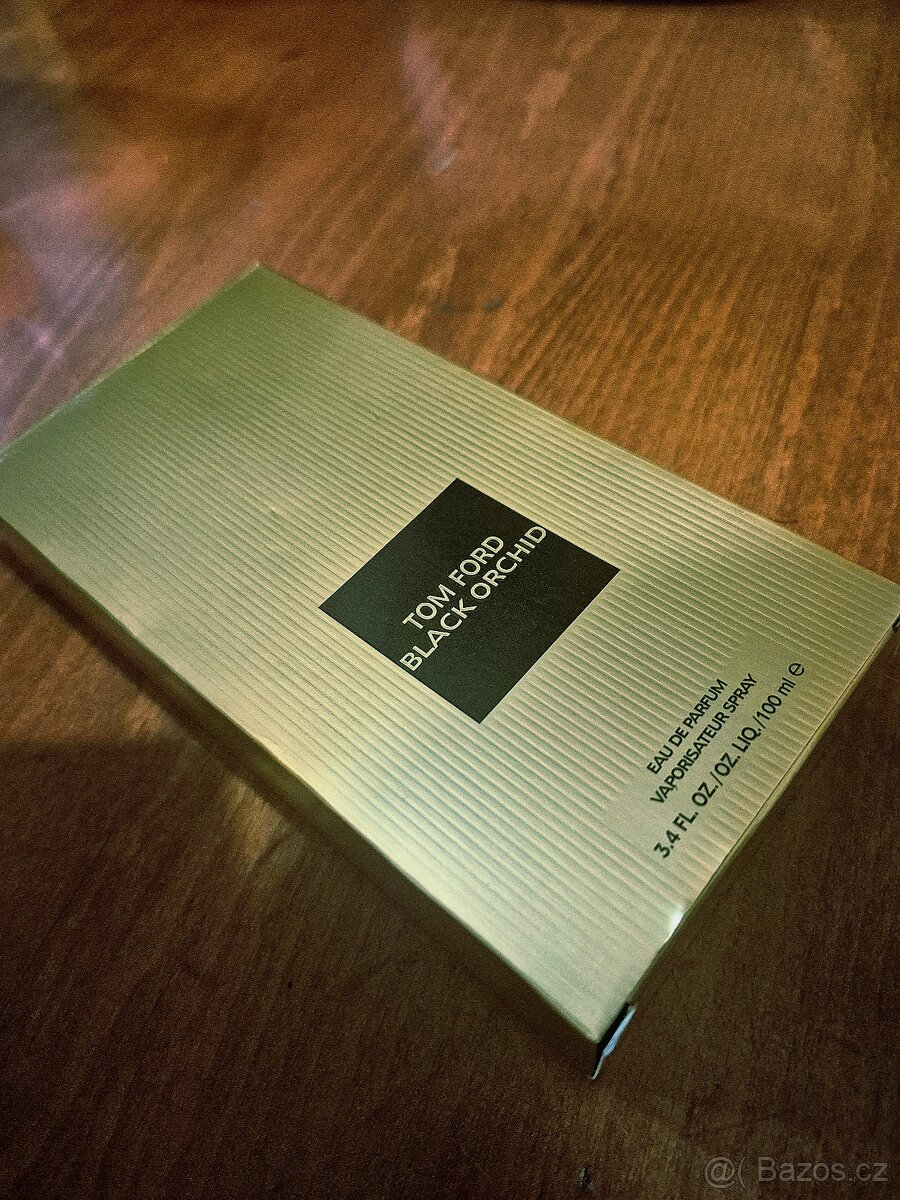 TOM FORD
BLACK ORCHID
EAU DE PARFUM
VAPORISATEUR SPRAY
3.4 FL. OZ./OZ. LIQ./100 ml ℮
@( Bazos.cz